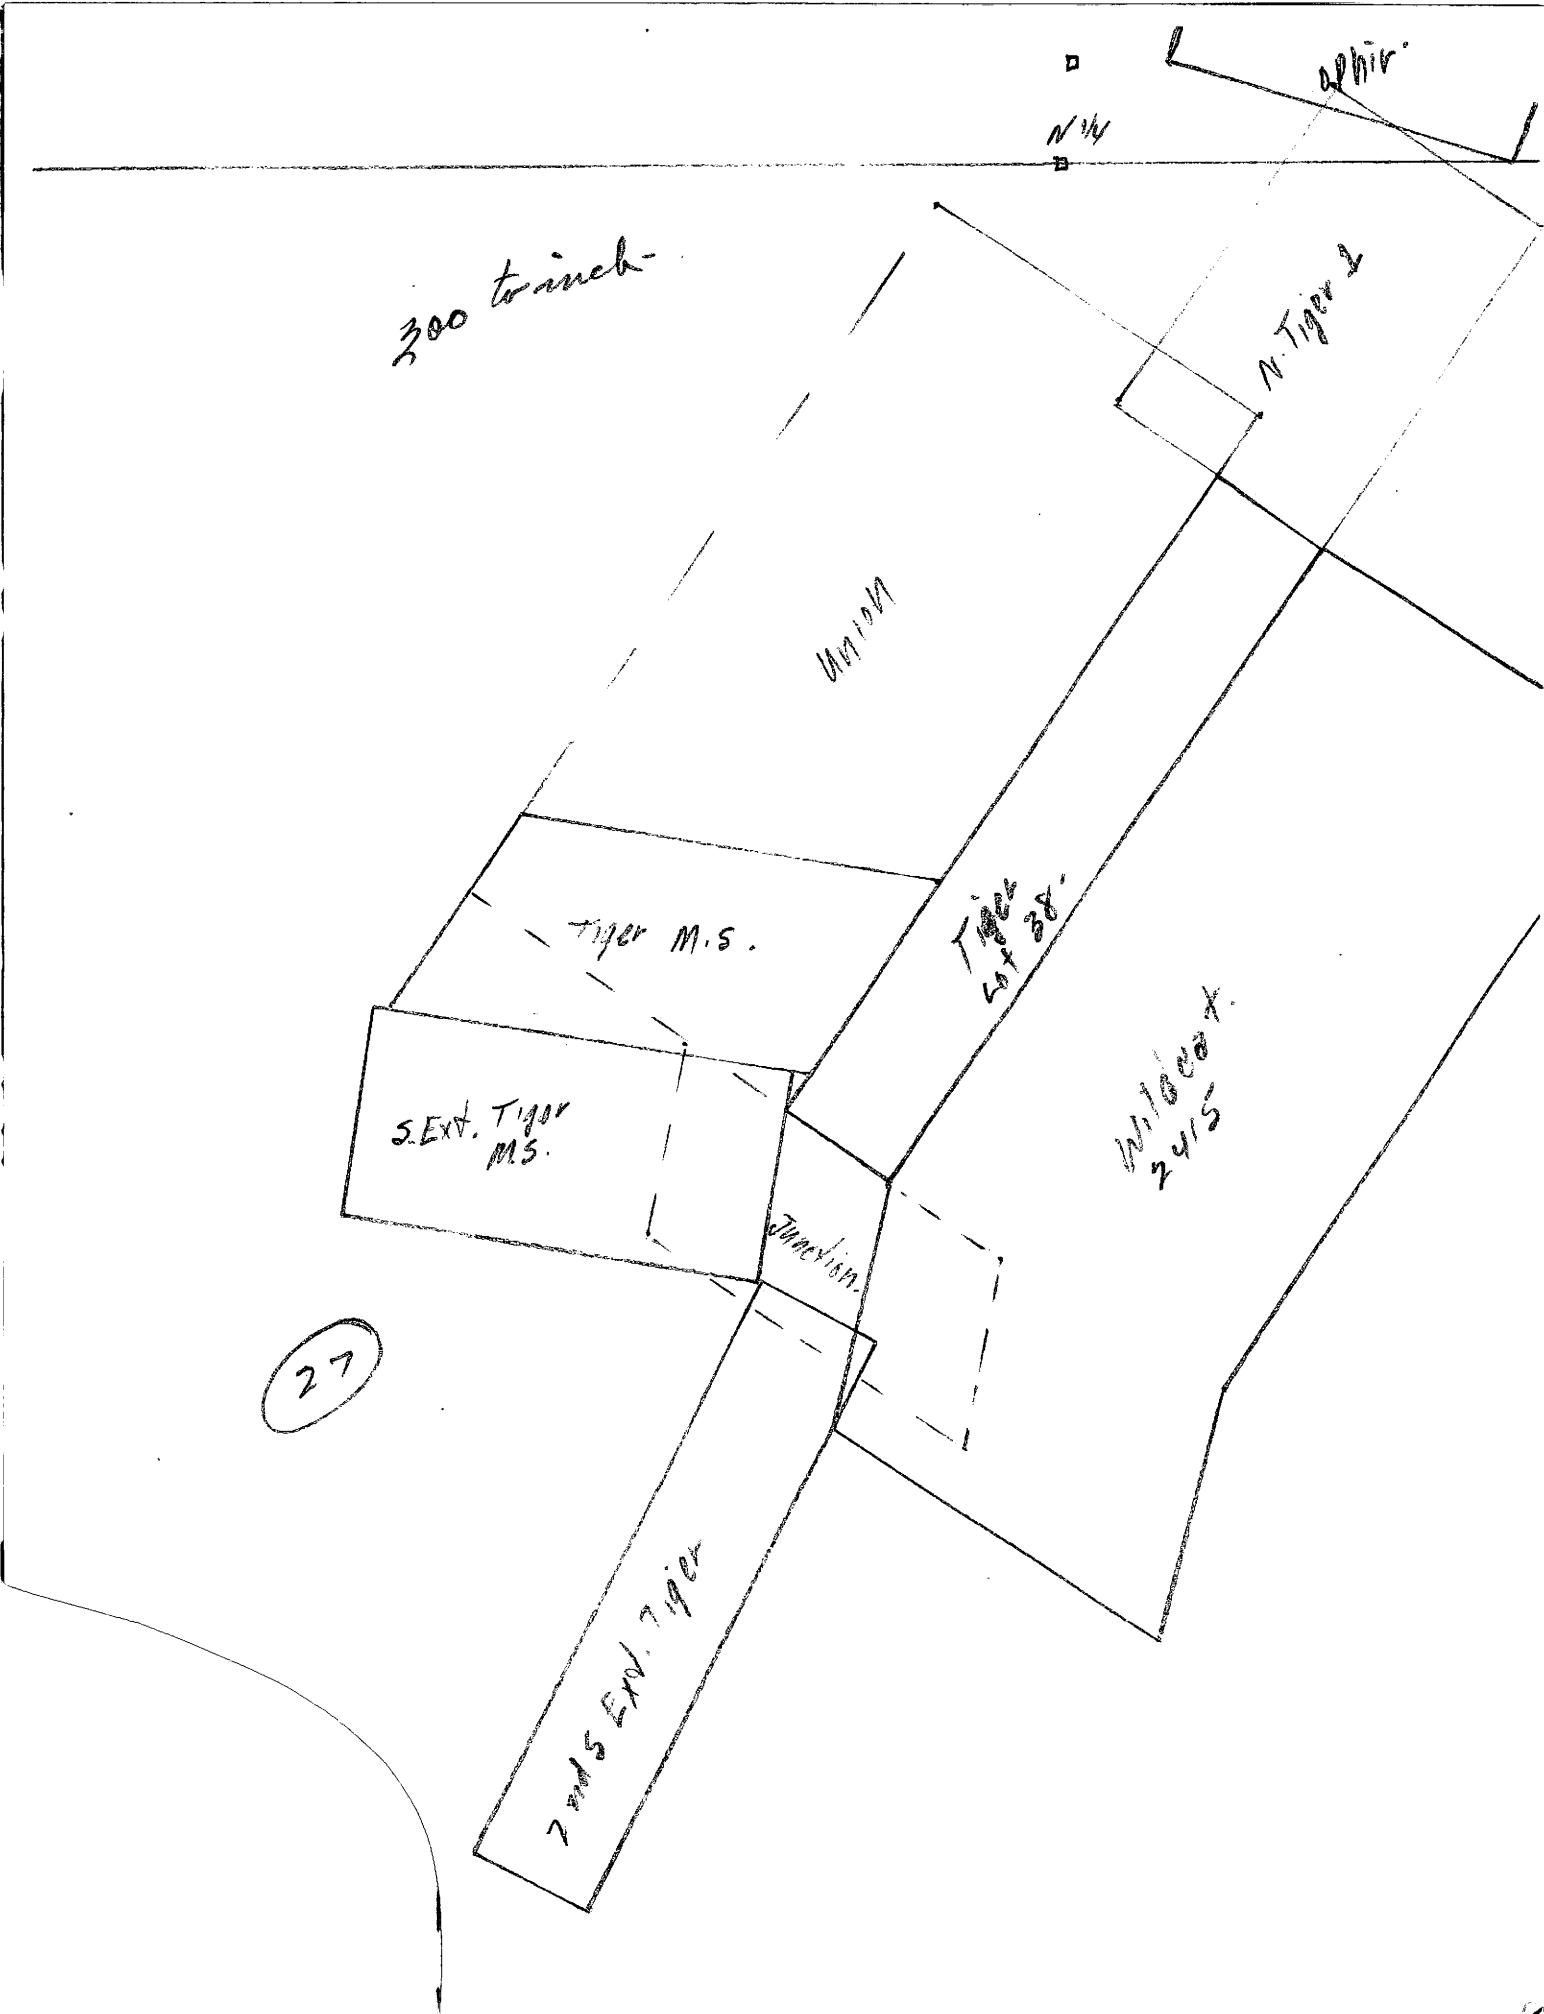 ophir.
N 1/4
300 to inch
N. Tiger 2
Union
Tiger M.S.
Tiger
Lot 38.
Wildcat.
2415
S. Ext. Tiger
M.S.
Junction.
27
2nd S Ext. Tiger